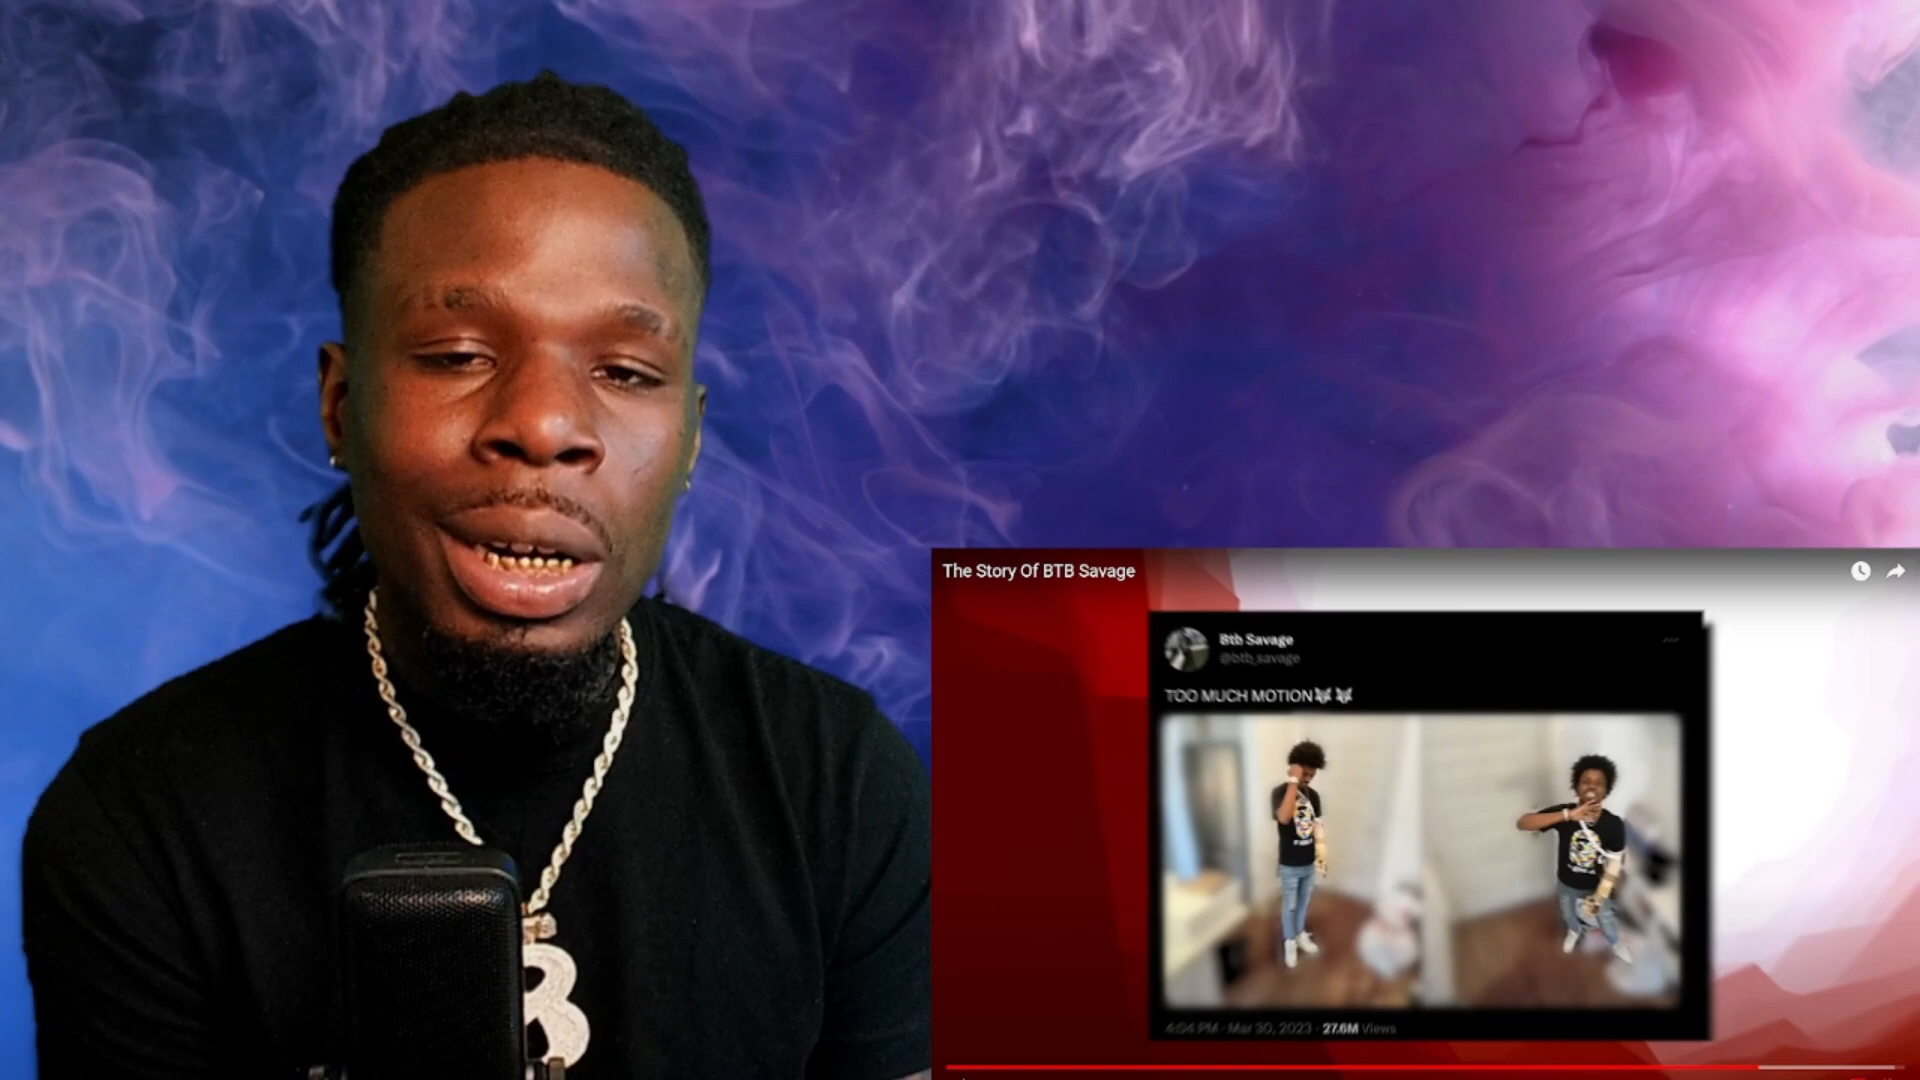 The Story Of BTB Savage
Btb Savage
@btb_savage
TOO MUCH MOTION
4:04 PM · Mar 30, 2023 · 27.6M Views
B